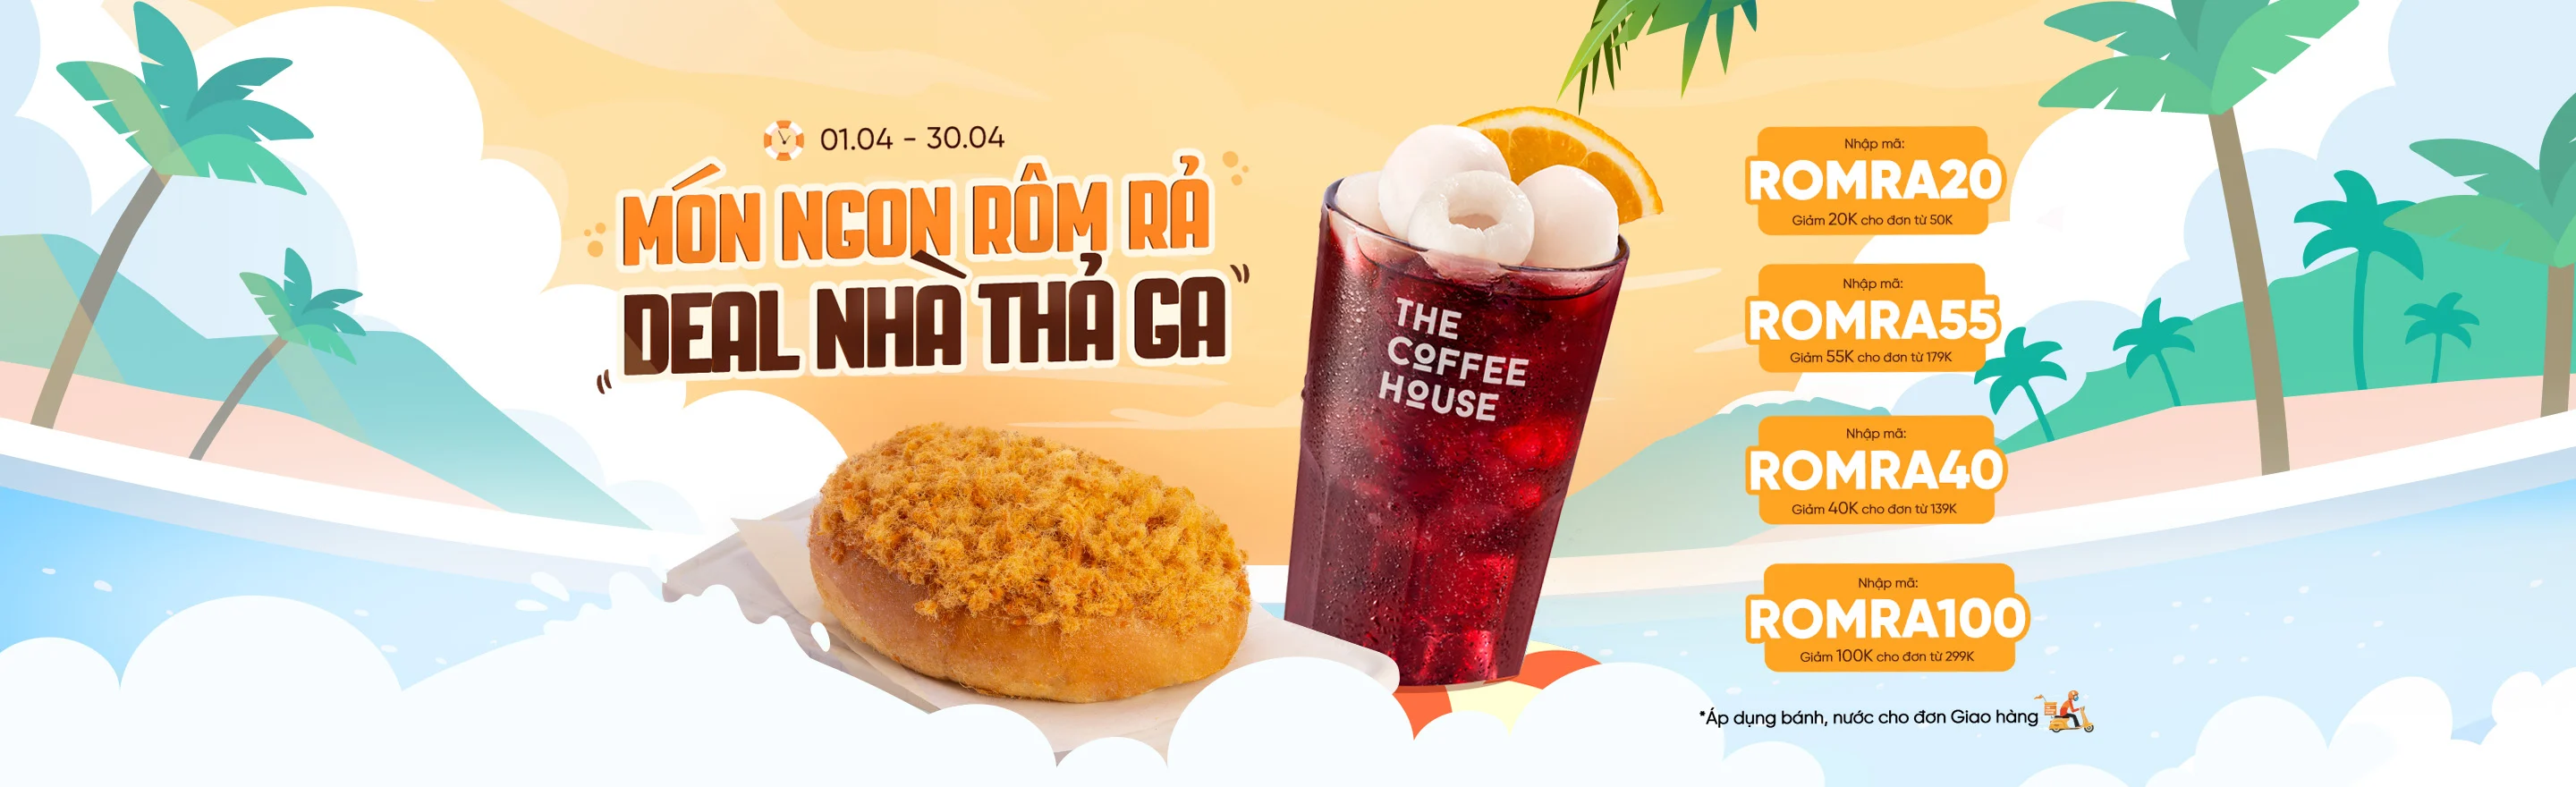 01.04 - 30.04
MÓN NGON RÔM RẢ
DEAL NHÀ THẢ GA
THE
COFFEE
HOUSE
Nhập mã:
ROMRA20
Giảm 20K cho đơn từ 50K
Nhập mã:
ROMRA55
Giảm 55K cho đơn từ 179K
Nhập mã:
ROMRA40
Giảm 40K cho đơn từ 139K
Nhập mã:
ROMRA100
Giảm 100K cho đơn từ 299K
*Áp dụng bánh, nước cho đơn Giao hàng